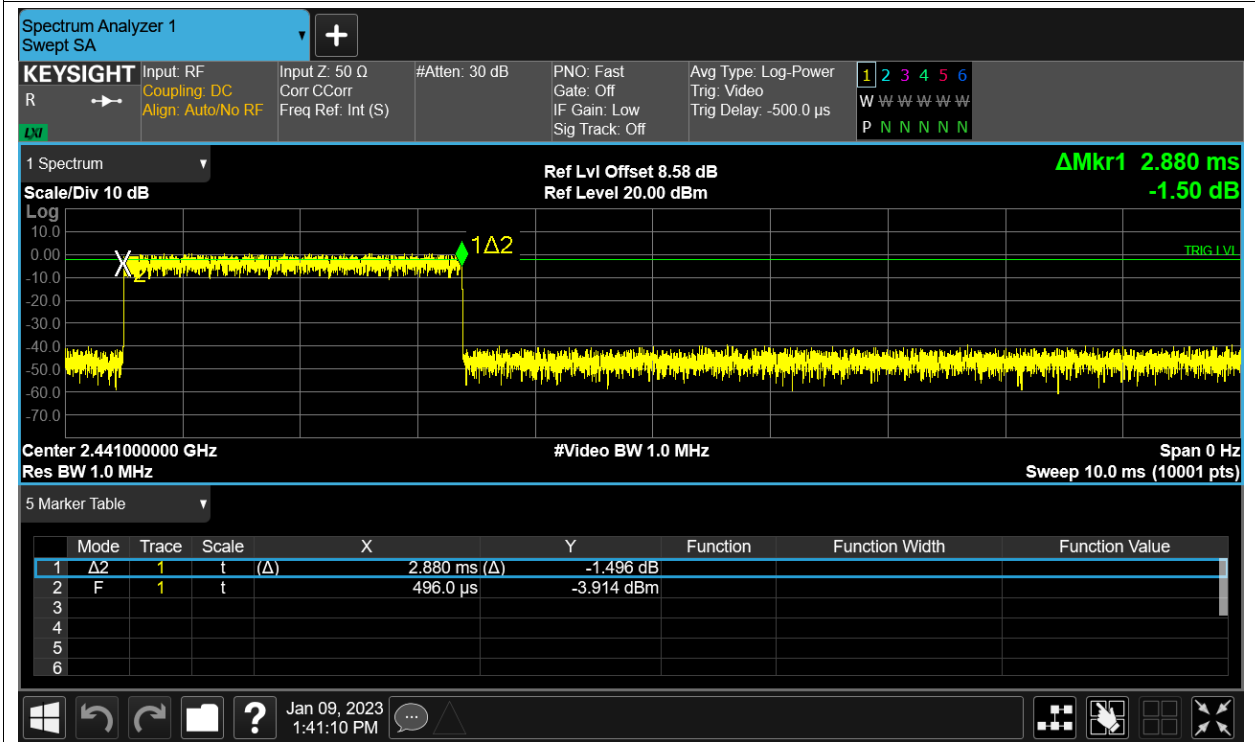 Spectrum Analyzer 1
Swept SA
+
KEYSIGHT Input: RF Input Z: 50 Ω #Atten: 30 dB PNO: Fast Avg Type: Log-Power 1 2 3 4 5 6
R Coupling: DC Corr CCorr Gate: Off Trig: Video W W W W W W
Align: Auto/No RF Freq Ref: Int (S) IF Gain: Low Trig Delay: -500.0 µs P N N N N N
LXI Sig Track: Off
1 Spectrum Ref Lvl Offset 8.58 dB ΔMkr1 2.880 ms
Scale/Div 10 dB Ref Level 20.00 dBm -1.50 dB
Log
10.0
1Δ2
0.00 TRIG LVL
X
2
-10.0
-20.0
-30.0
-40.0
-50.0
-60.0
-70.0
Center 2.441000000 GHz #Video BW 1.0 MHz Span 0 Hz
Res BW 1.0 MHz Sweep 10.0 ms (10001 pts)
5 Marker Table
Mode Trace Scale X Y Function Function Width Function Value
1 Δ2 1 t (Δ) 2.880 ms (Δ) -1.496 dB
2 F 1 t 496.0 µs -3.914 dBm
3
4
5
6
? Jan 09, 2023
1:41:10 PM